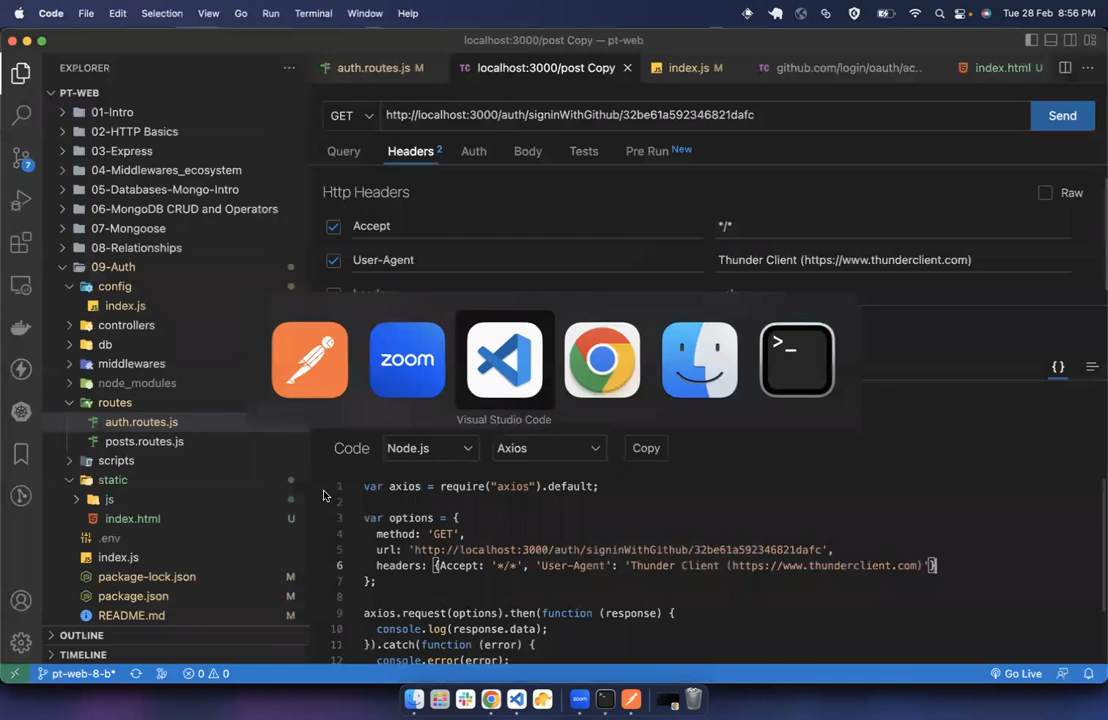 Code File Edit Selection View Go Run Terminal Window Help Tue 28 Feb 8:56 PM
localhost:3000/post Copy — pt-web
EXPLORER
auth.routes.js M
TC localhost:3000/post Copy
index.js M
TC github.com/login/oauth/ac...
index.html U
PT-WEB
01-Intro
02-HTTP Basics
03-Express
04-Middlewares_ecosystem
05-Databases-Mongo-Intro
06-MongoDB CRUD and Operators
07-Mongoose
08-Relationships
09-Auth
config
index.js
controllers
db
middlewares
node_modules
routes
auth.routes.js
posts.routes.js
scripts
static
js
index.html U
.env
index.js
package-lock.json M
package.json M
README.md M
OUTLINE
TIMELINE
7
GET http://localhost:3000/auth/signinWithGithub/32be61a592346821dafc Send
Query Headers 2 Auth Body Tests Pre Run New
Http Headers Raw
Accept */*
User-Agent Thunder Client (https://www.thunderclient.com)
zoom
>_
Visual Studio Code
{}
Code Node.js Axios Copy
1 var axios = require("axios").default;
2
3 var options = {
4 method: 'GET',
5 url: 'http://localhost:3000/auth/signinWithGithub/32be61a592346821dafc',
6 headers: {Accept: '*/*', 'User-Agent': 'Thunder Client (https://www.thunderclient.com)'}
7 };
8
9 axios.request(options).then(function (response) {
10 console.log(response.data);
11 }).catch(function (error) {
12 console.error(error);
pt-web-8-b* 0 0 Go Live
zoom